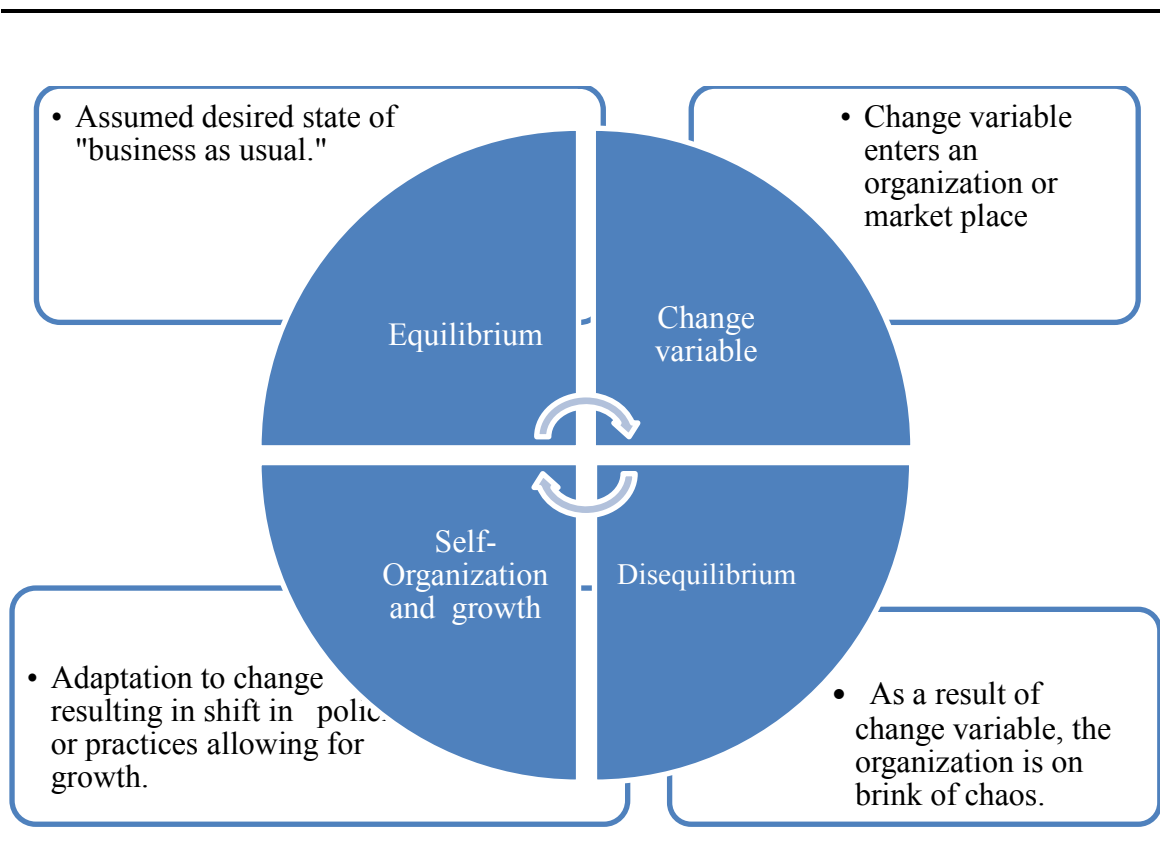 • Assumed desired state of
"business as usual."
• Change variable
enters an
organization or
market place
Equilibrium
Change
variable
Self-
Organization
and growth
Disequilibrium
• Adaptation to change
resulting in shift in
or practices allowing for
growth.
• As a result of
change variable, the
organization is on
brink of chaos.